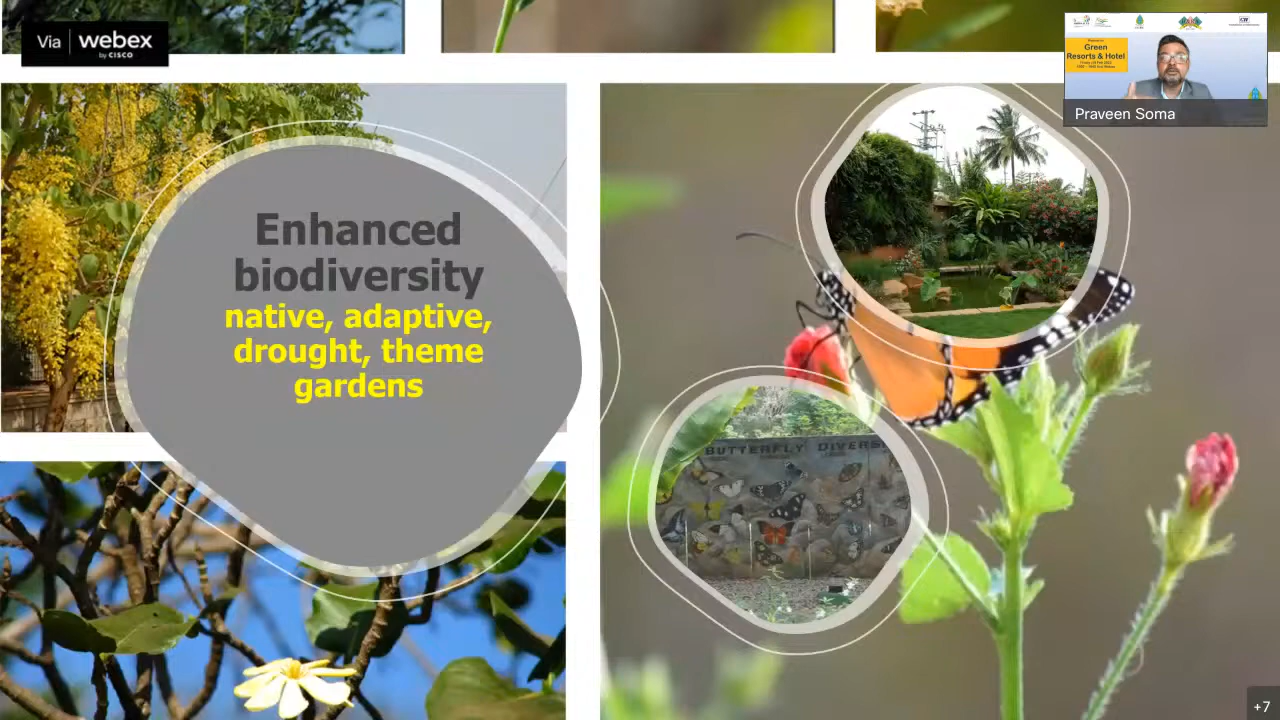 Via webex
by CISCO
Enhanced
biodiversity
native, adaptive,
drought, theme
gardens
BUTTERFLY DIVERS
Green
Resorts & Hotel
Praveen Soma
+7